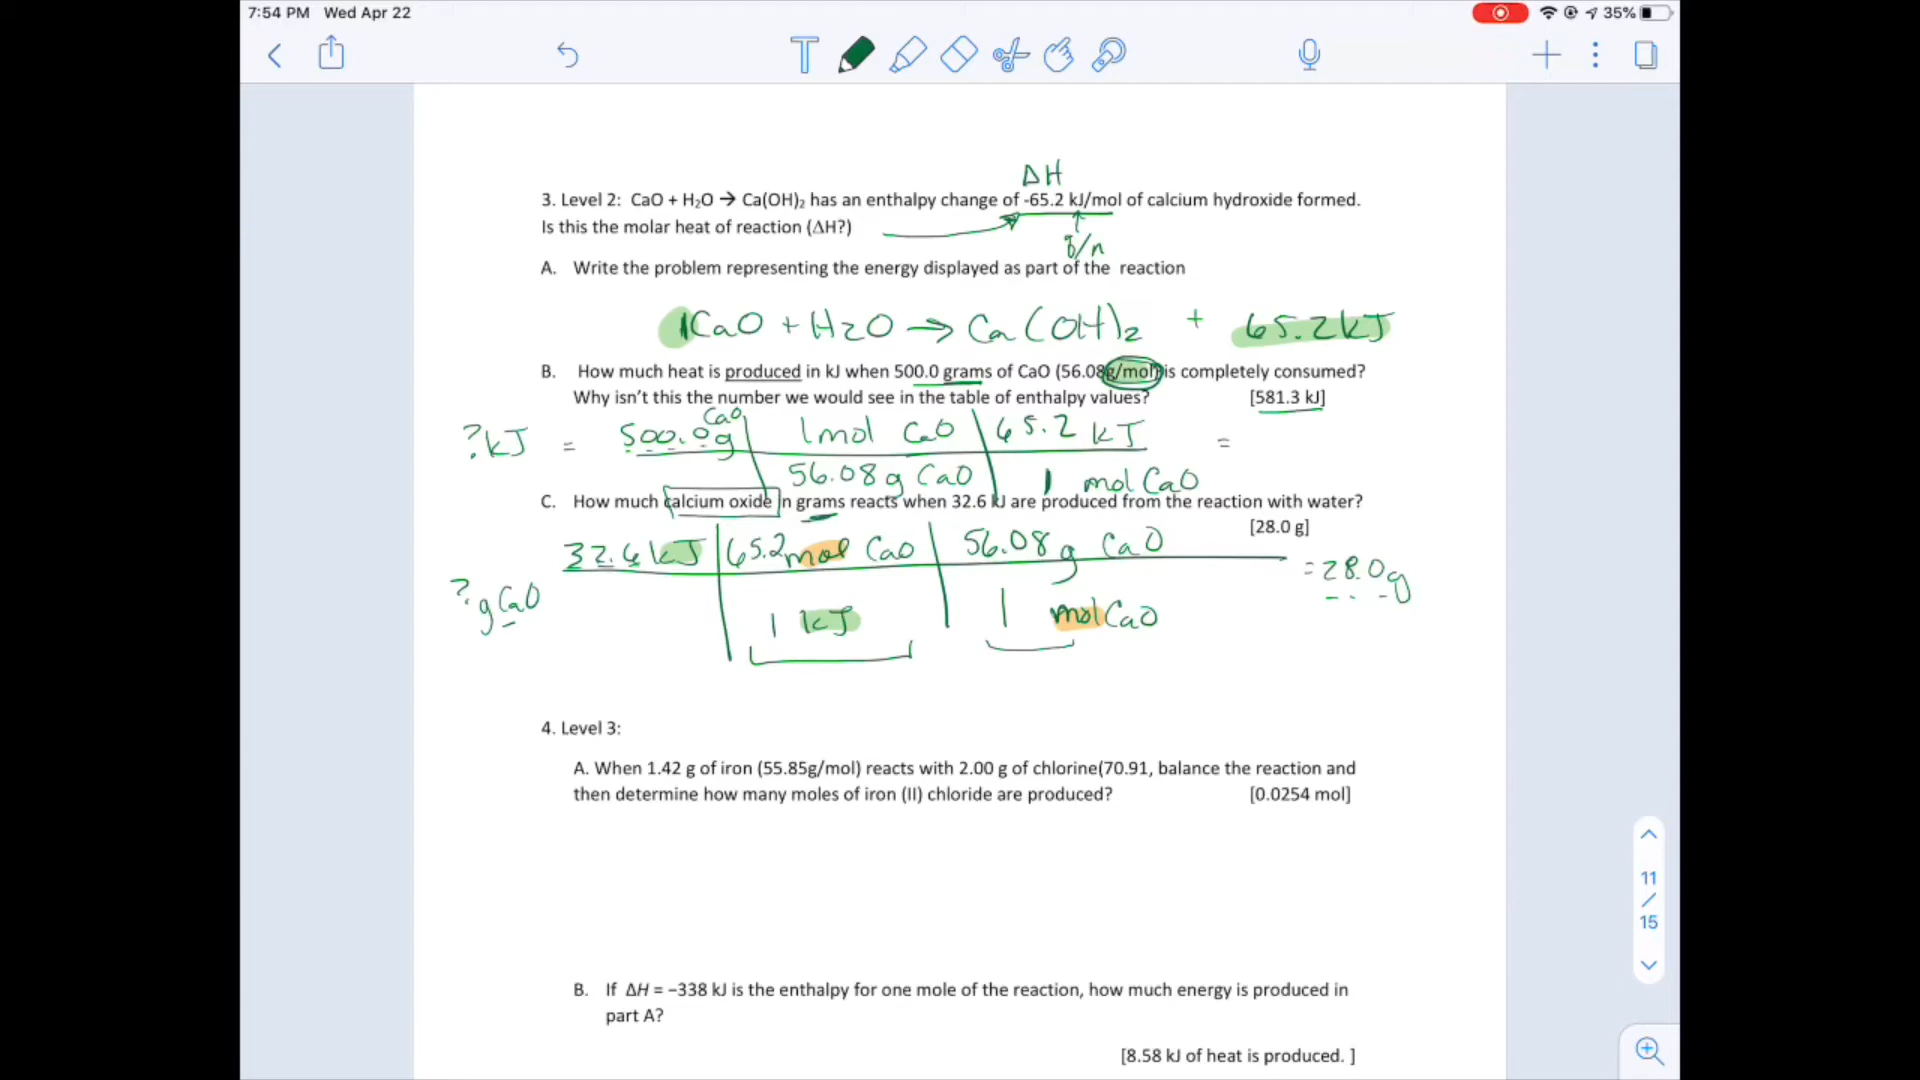 7:54 PM Wed Apr 22
35%
T
ΔH
3. Level 2: CaO + H₂O → Ca(OH)₂ has an enthalpy change of -65.2 kJ/mol of calcium hydroxide formed.
Is this the molar heat of reaction (ΔH?)
q/n
A. Write the problem representing the energy displayed as part of the reaction
1CaO + H2O → Ca(OH)2 + 65.2kJ
B. How much heat is produced in kJ when 500.0 grams of CaO (56.08g/mol) is completely consumed?
Why isn't this the number we would see in the table of enthalpy values? [581.3 kJ]
CaO
?kJ = 500.0g 1mol CaO 65.2 kJ =
56.08g CaO 1 mol CaO
C. How much calcium oxide in grams reacts when 32.6 kJ are produced from the reaction with water?
[28.0 g]
32.6 kJ 65.2mol CaO 56.08g CaO = 28.0g
?gCaO
1 kJ 1 mol CaO
4. Level 3:
A. When 1.42 g of iron (55.85g/mol) reacts with 2.00 g of chlorine(70.91, balance the reaction and
then determine how many moles of iron (II) chloride are produced? [0.0254 mol]
11
/
15
B. If ΔH = −338 kJ is the enthalpy for one mole of the reaction, how much energy is produced in
part A?
[8.58 kJ of heat is produced. ]